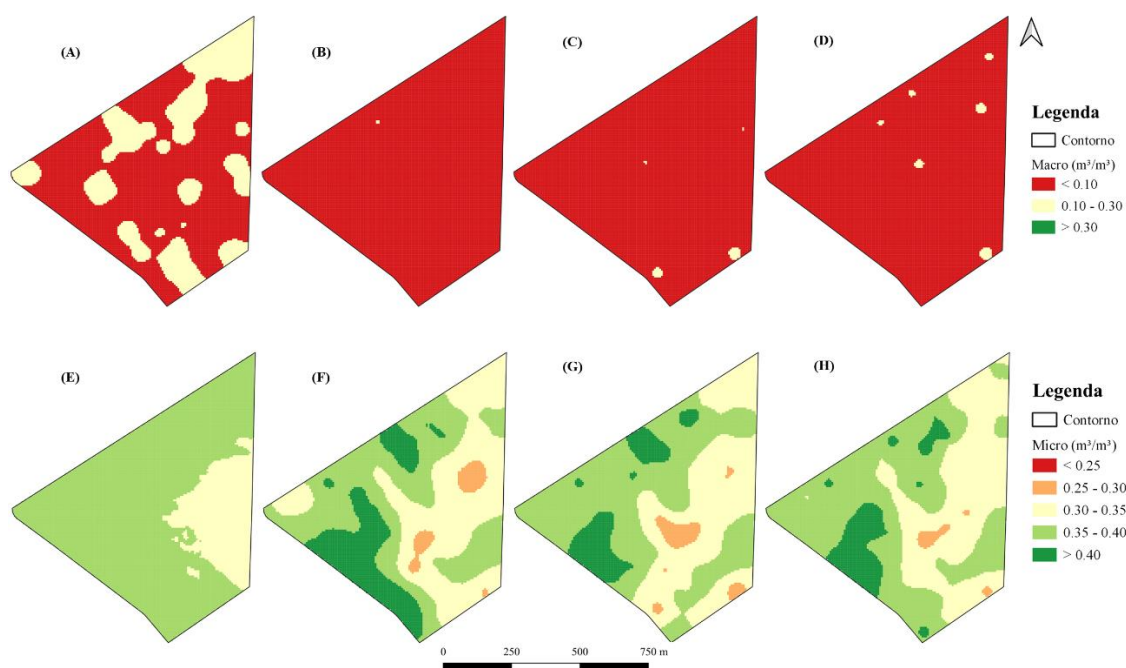 (A)
(B)
(C)
(D)
Legenda
Contorno
Macro (m³/m³)
< 0.10
0.10 - 0.30
> 0.30
(E)
(F)
(G)
(H)
Legenda
Contorno
Micro (m³/m³)
< 0.25
0.25 - 0.30
0.30 - 0.35
0.35 - 0.40
> 0.40
0 250 500 750 m